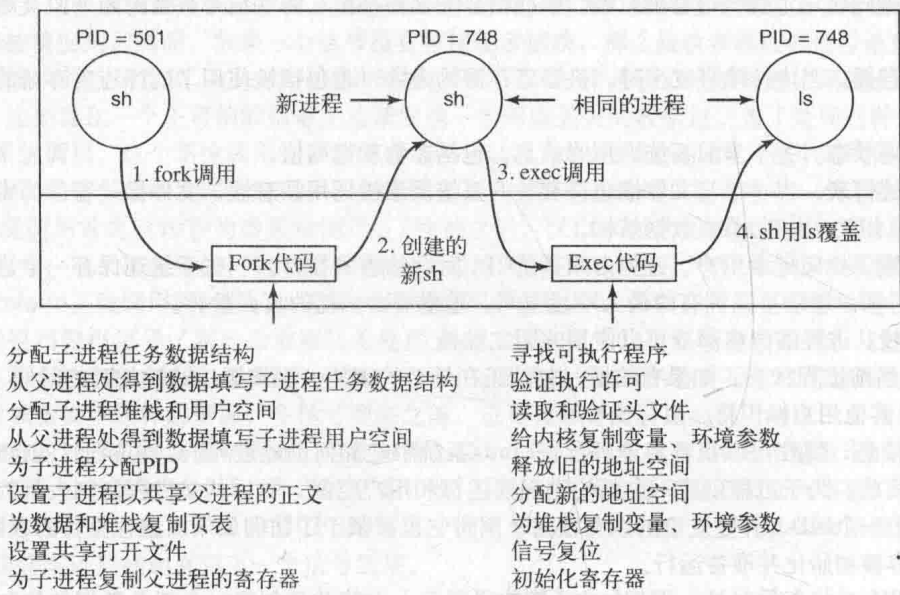 PID = 501
PID = 748
PID = 748
sh
新进程
sh
相同的进程
ls
1. fork调用
3. exec调用
2. 创建的
新sh
4. sh用ls覆盖
Fork代码
Exec代码
分配子进程任务数据结构
从父进程处得到数据填写子进程任务数据结构
分配子进程堆栈和用户空间
从父进程处得到数据填写子进程用户空间
为子进程分配PID
设置子进程以共享父进程的正文
为数据和堆栈复制页表
设置共享打开文件
为子进程复制父进程的寄存器
寻找可执行程序
验证执行许可
读取和验证头文件
给内核复制变量、环境参数
释放旧的地址空间
分配新的地址空间
为堆栈复制变量、环境参数
信号复位
初始化寄存器